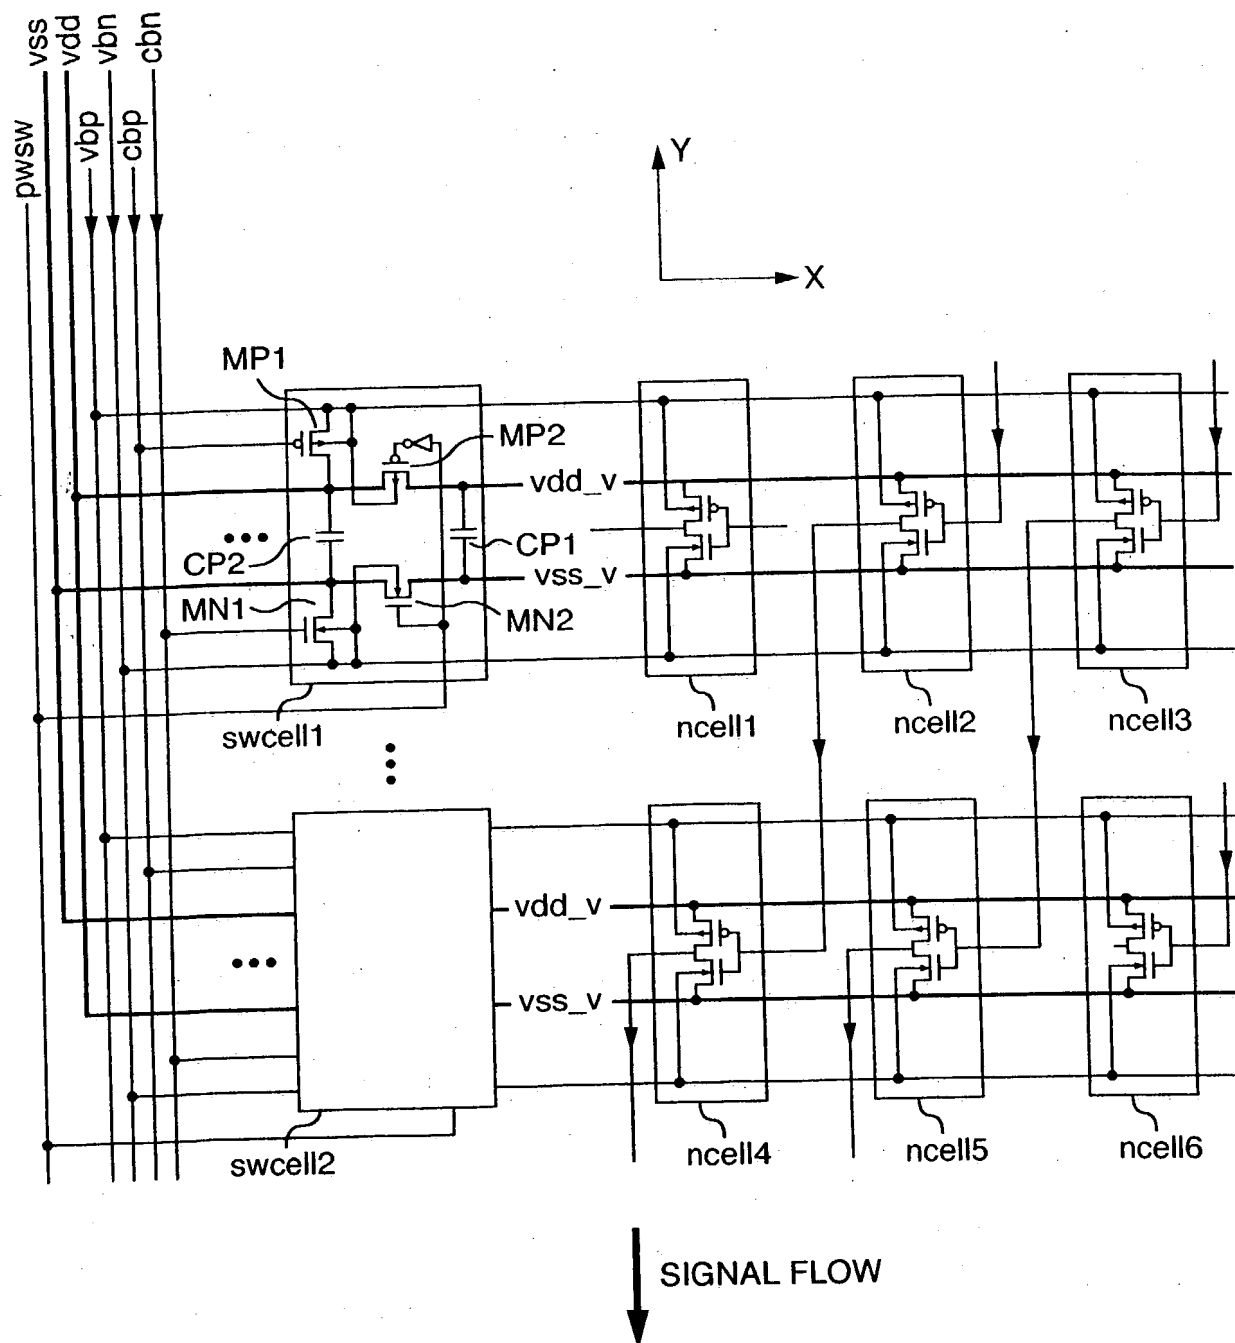 pwsw
vss
vdd
vbp
vbn
cbp
cbn
Y
X
MP1
MP2
vdd_v
CP2
CP1
vss_v
MN1
MN2
swcell1
ncell1
ncell2
ncell3
vdd_v
vss_v
swcell2
ncell4
ncell5
ncell6
SIGNAL FLOW